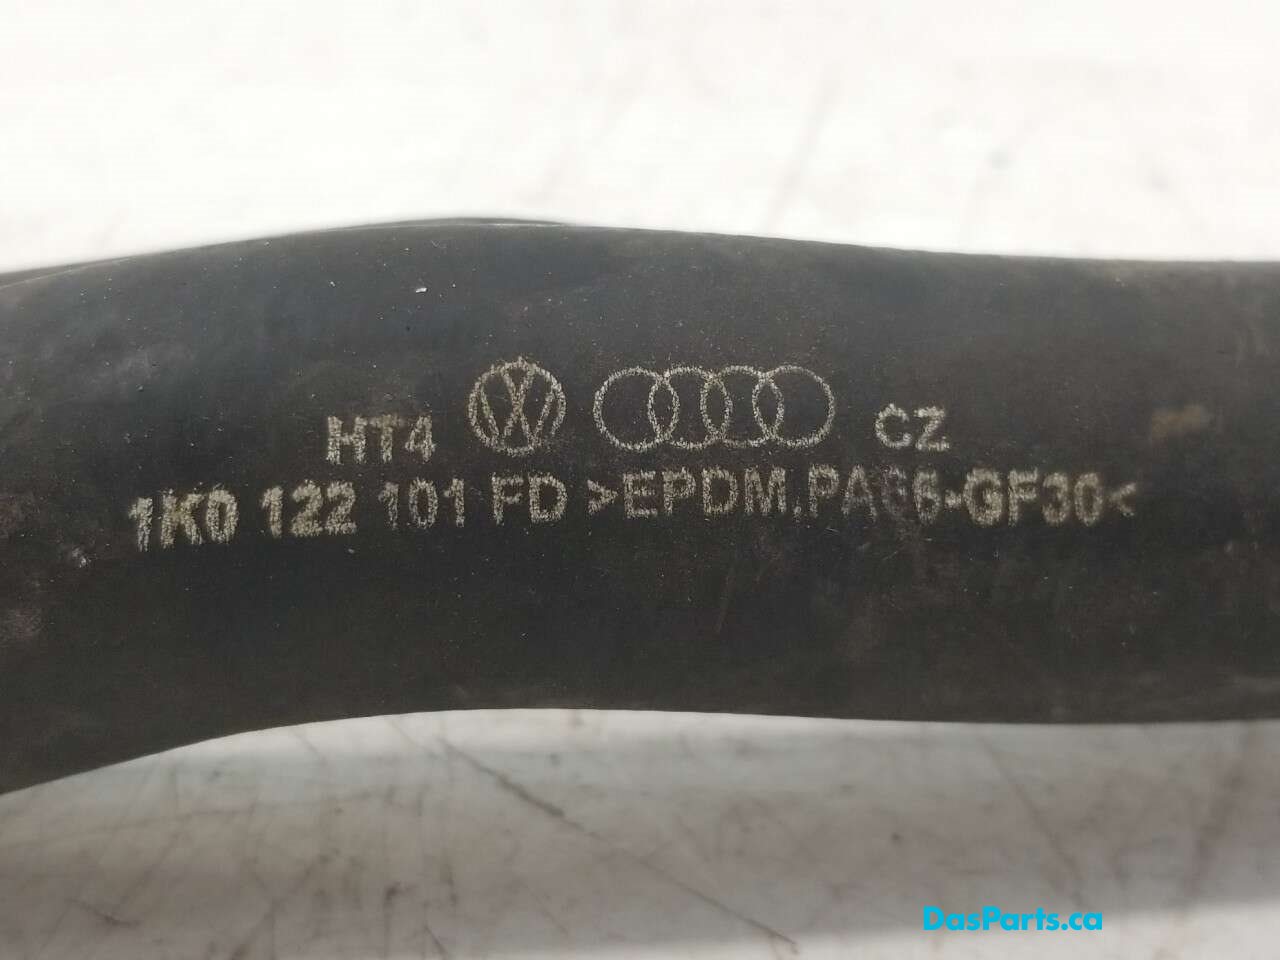 HT4 CZ
1K0 122 101 FD >EPDM.PA66-GF30<
DasParts.ca